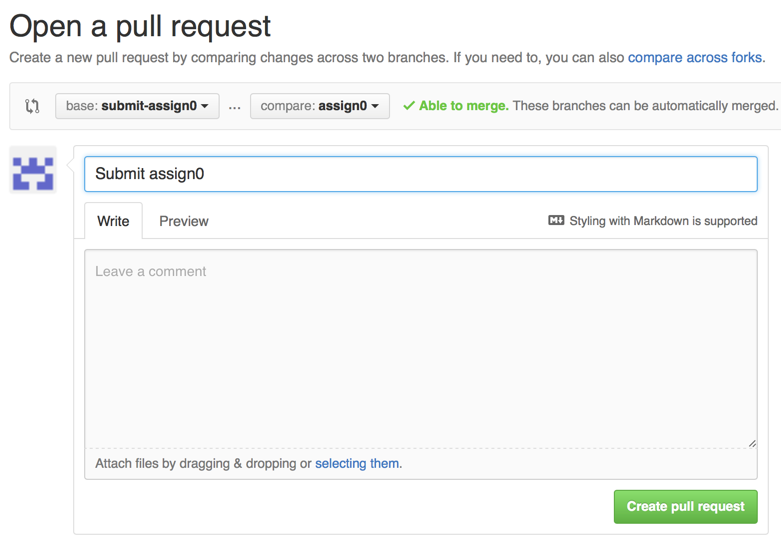 Open a pull request
Create a new pull request by comparing changes across two branches. If you need to, you can also compare across forks.
base: submit-assign0 ... compare: assign0 Able to merge. These branches can be automatically merged.
Submit assign0
Write Preview Styling with Markdown is supported
Leave a comment
Attach files by dragging & dropping or selecting them.
Create pull request